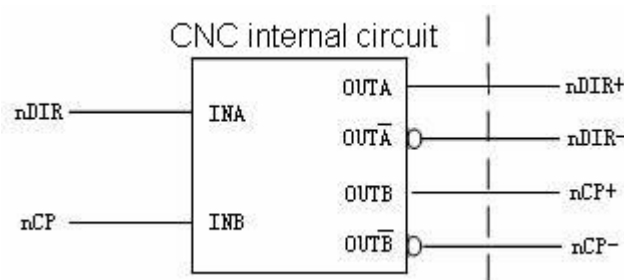 CNC internal circuit
OUTA nDIR+
nDIR INA
OUTA̅ nDIR-
OUTB nCP+
nCP INB
OUTB̅ nCP-